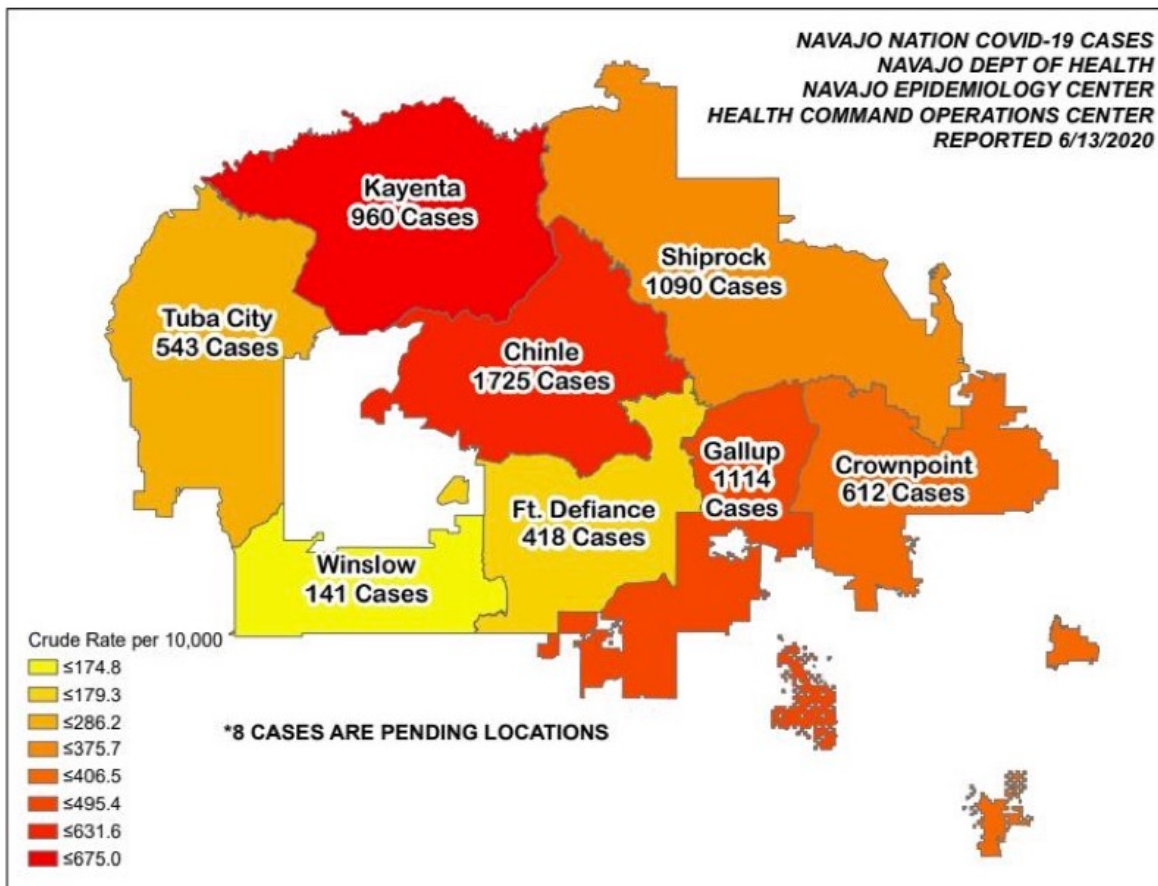 NAVAJO NATION COVID-19 CASES
NAVAJO DEPT OF HEALTH
NAVAJO EPIDEMIOLOGY CENTER
HEALTH COMMAND OPERATIONS CENTER
REPORTED 6/13/2020
Kayenta
960 Cases
Shiprock
1090 Cases
Tuba City
543 Cases
Chinle
1725 Cases
Gallup
1114
Cases
Crownpoint
612 Cases
Ft. Defiance
418 Cases
Winslow
141 Cases
Crude Rate per 10,000
≤174.8
≤179.3
≤286.2
≤375.7
≤406.5
≤495.4
≤631.6
≤675.0
*8 CASES ARE PENDING LOCATIONS